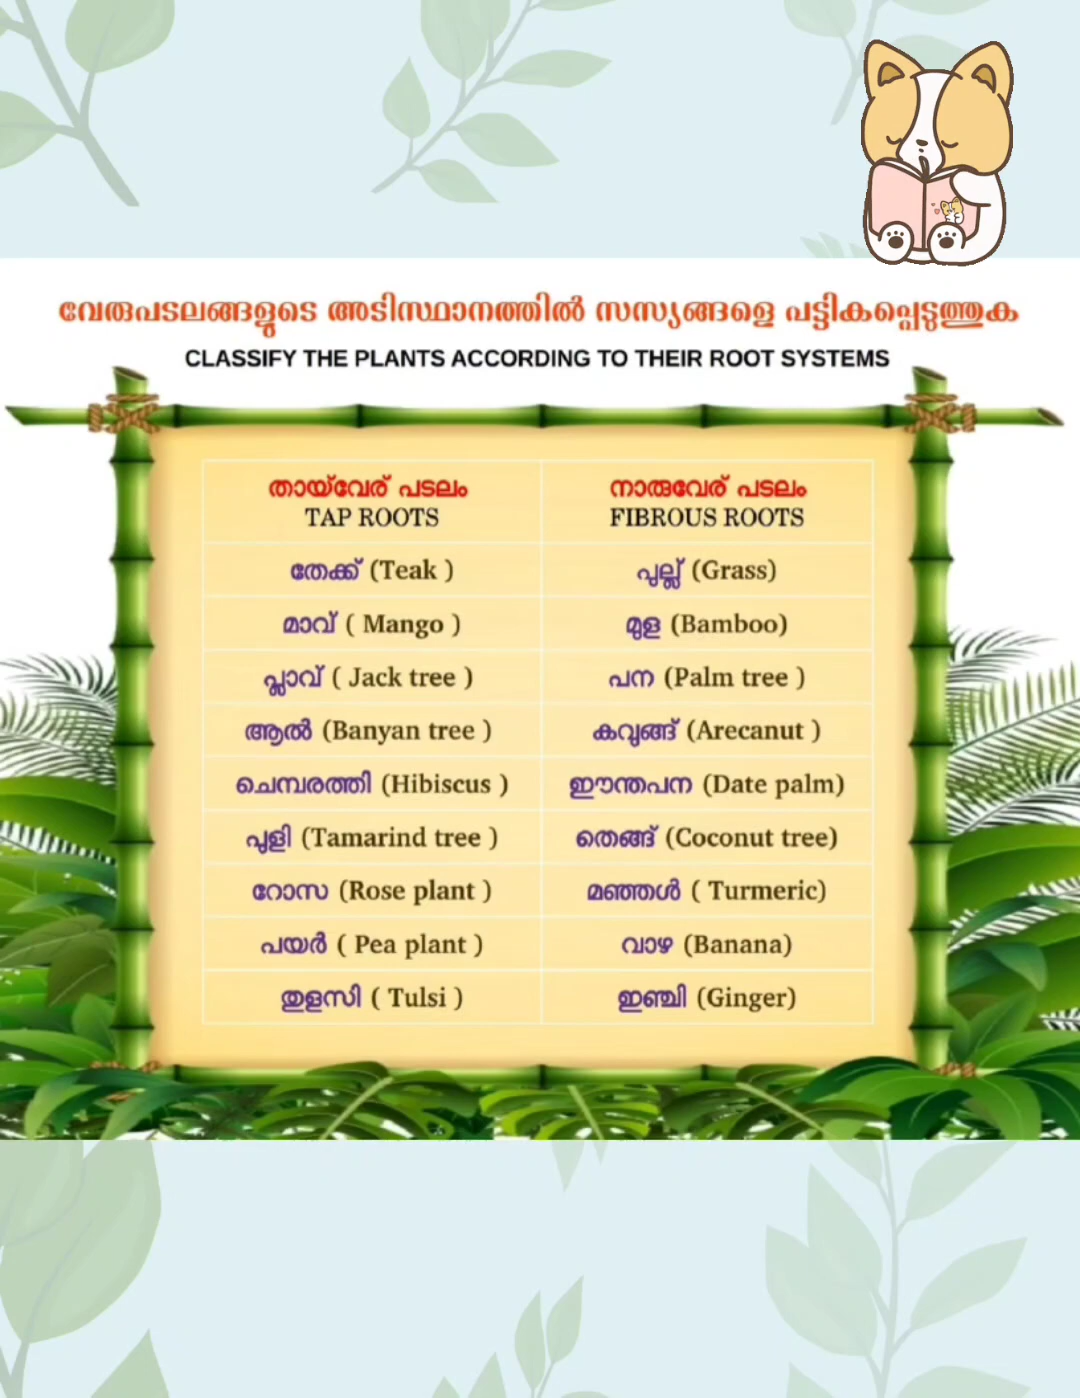 വേരുപടലങ്ങളുടെ അടിസ്ഥാനത്തിൽ സസ്യങ്ങളെ പട്ടികപ്പെടുത്തുക
CLASSIFY THE PLANTS ACCORDING TO THEIR ROOT SYSTEMS
തായ്‌വേര് പടലം നാരുവേര് പടലം
TAP ROOTS FIBROUS ROOTS
തേക്ക് (Teak ) പുല്ല് (Grass)
മാവ് ( Mango ) മുള (Bamboo)
പ്ലാവ് ( Jack tree ) പന (Palm tree )
ആൽ (Banyan tree ) കവുങ്ങ് (Arecanut )
ചെമ്പരത്തി (Hibiscus ) ഈന്തപന (Date palm)
പുളി (Tamarind tree ) തെങ്ങ് (Coconut tree)
റോസ (Rose plant ) മഞ്ഞൾ ( Turmeric)
പയർ ( Pea plant ) വാഴ (Banana)
തുളസി ( Tulsi ) ഇഞ്ചി (Ginger)